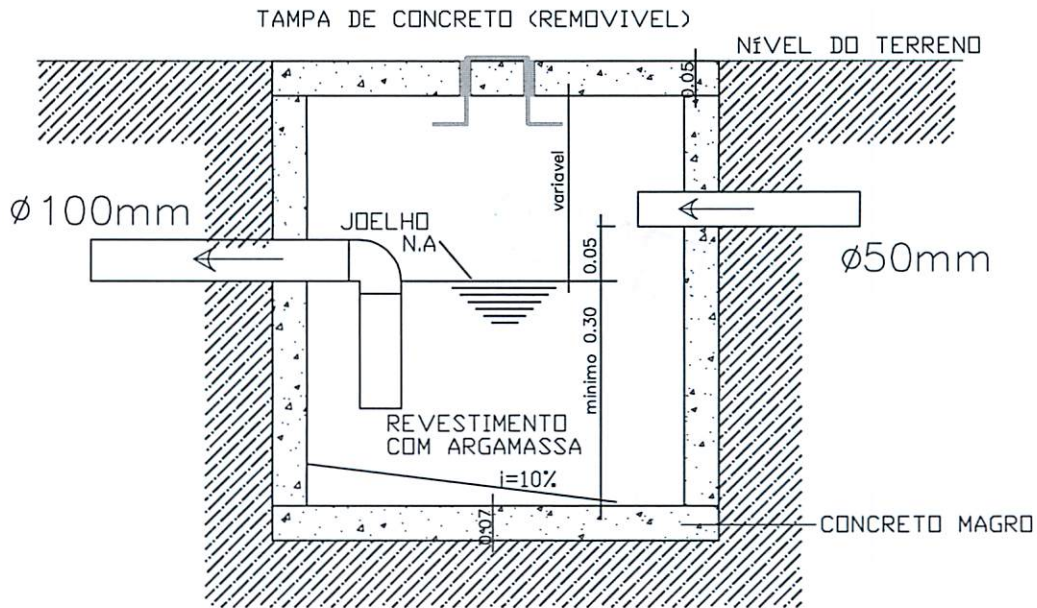 TAMPA DE CONCRETO (REMOVIVEL)
NÍVEL DO TERRENO
0.05
variavel
Ø100mm
JOELHO
N.A
0.05
Ø50mm
minimo 0.30
REVESTIMENTO
COM ARGAMASSA
i=10%
0.07
CONCRETO MAGRO